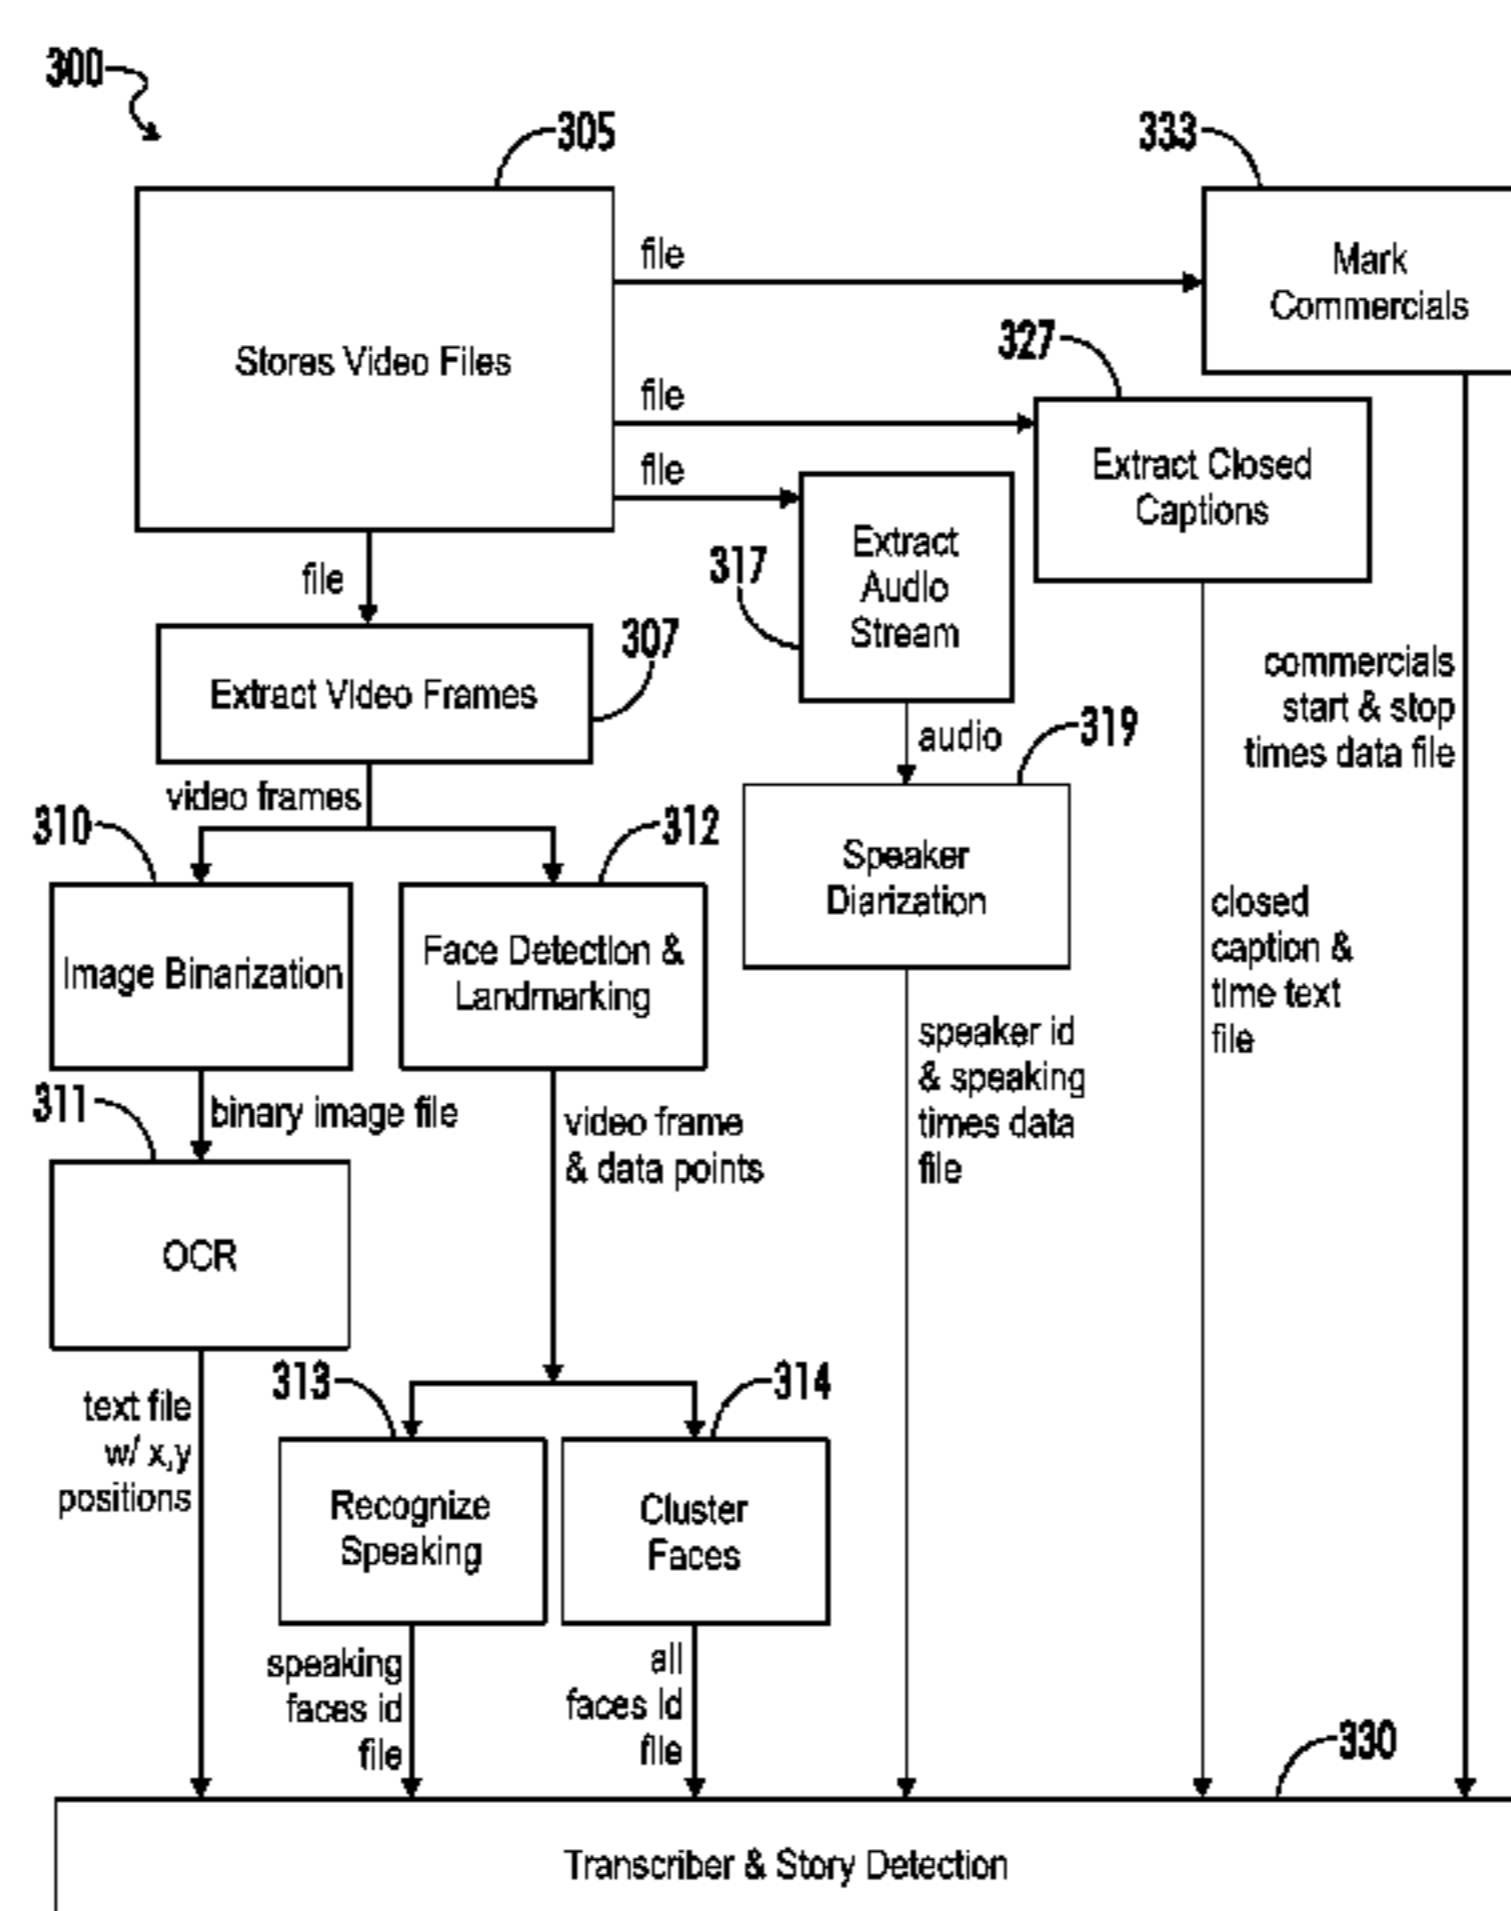 300
305
333
file
Mark
Commercials
327
Stores Video Files
file
file
Extract Closed
Captions
Extract
Audio
Stream
317
file
307
Extract Video Frames
commercials
start & stop
times data file
audio
319
video frames
310
312
Speaker
Diarization
closed
caption &
time text
file
Image Binarization
Face Detection &
Landmarking
speaker id
& speaking
times data
file
311
binary image file
video frame
& data points
OCR
313
314
text file
w/ x,y
positions
Recognize
Speaking
Cluster
Faces
speaking
faces id
file
all
faces id
file
330
Transcriber & Story Detection